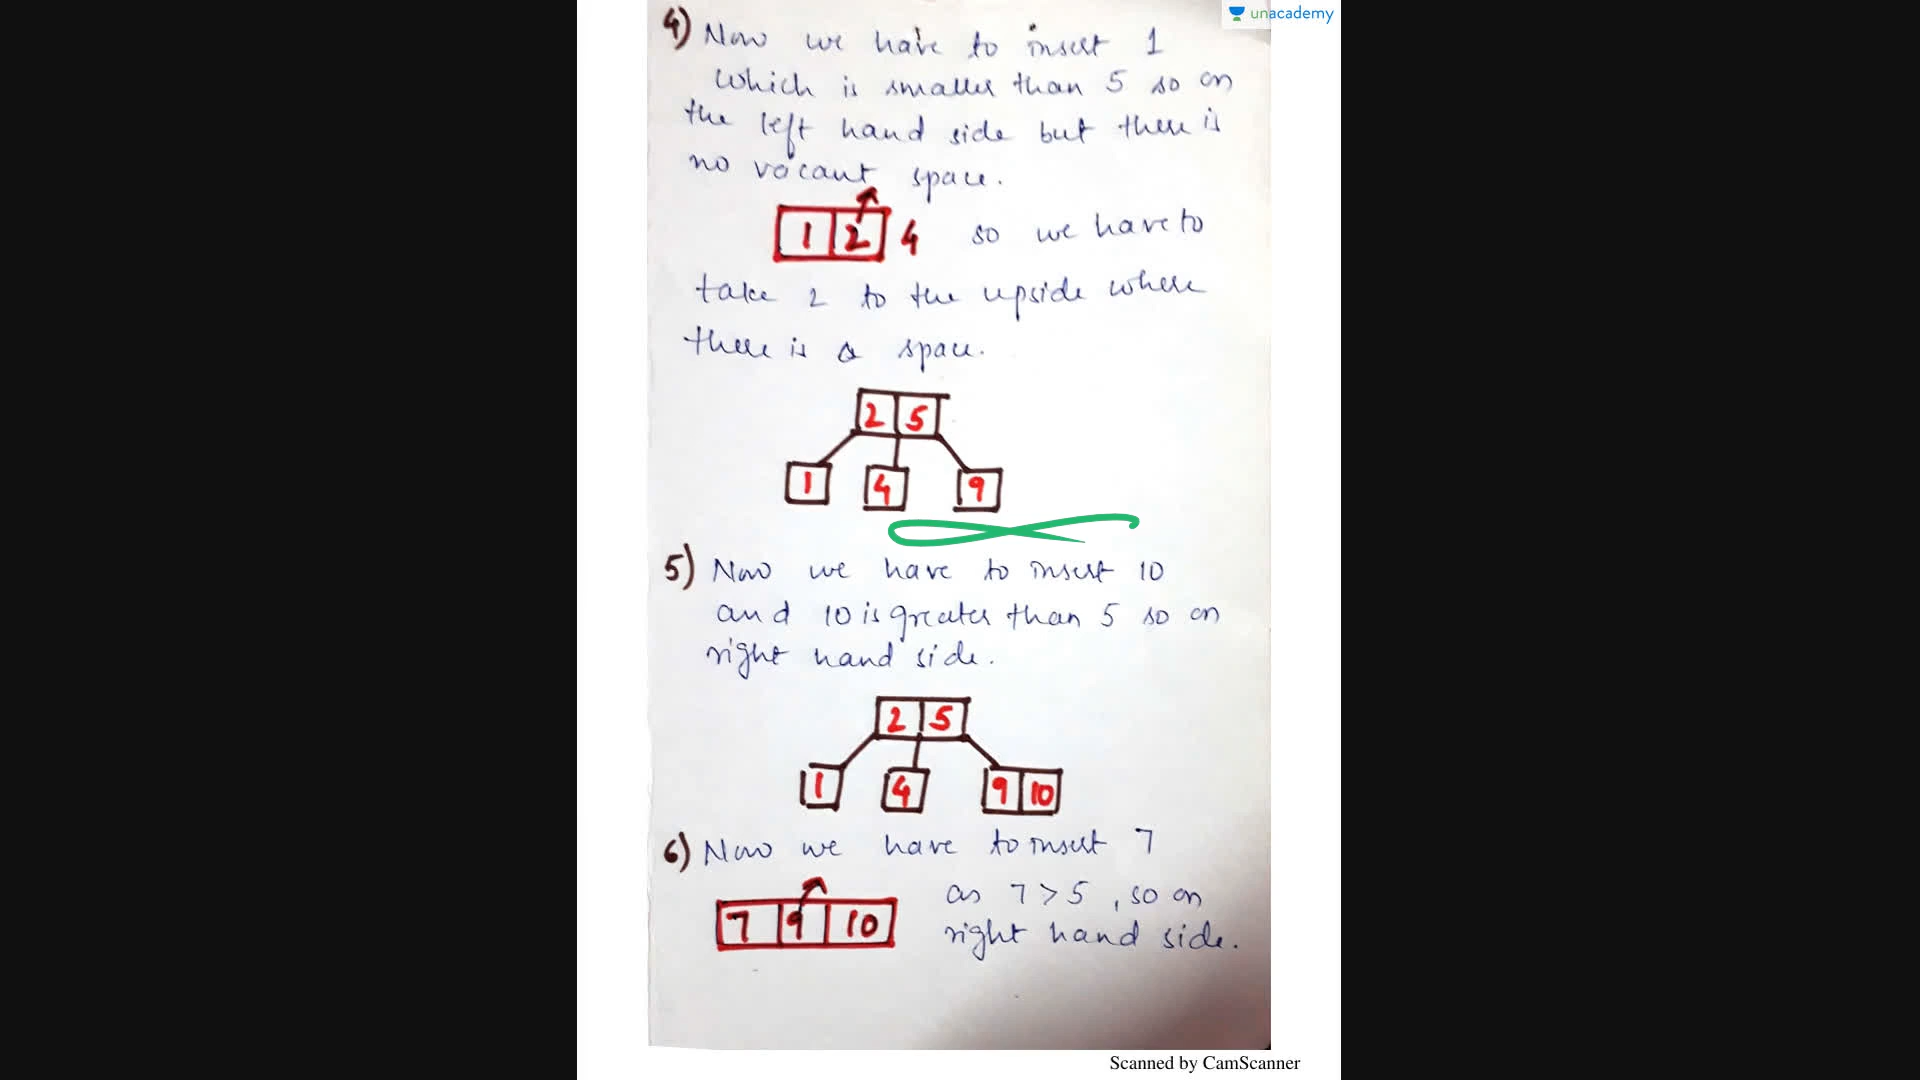 unacademy
4) Now we have to insert 1
which is smaller than 5 so on
the left hand side but there is
no vacant space.
1 2 4 so we have to
take 2 to the upside where
there is a space.
2 5
1 4 9
5) Now we have to insert 10
and 10 is greater than 5 so on
right hand side.
2 5
1 4 9 10
6) Now we have to insert 7
7 9 10 as 7 > 5, so on
right hand side.
Scanned by CamScanner